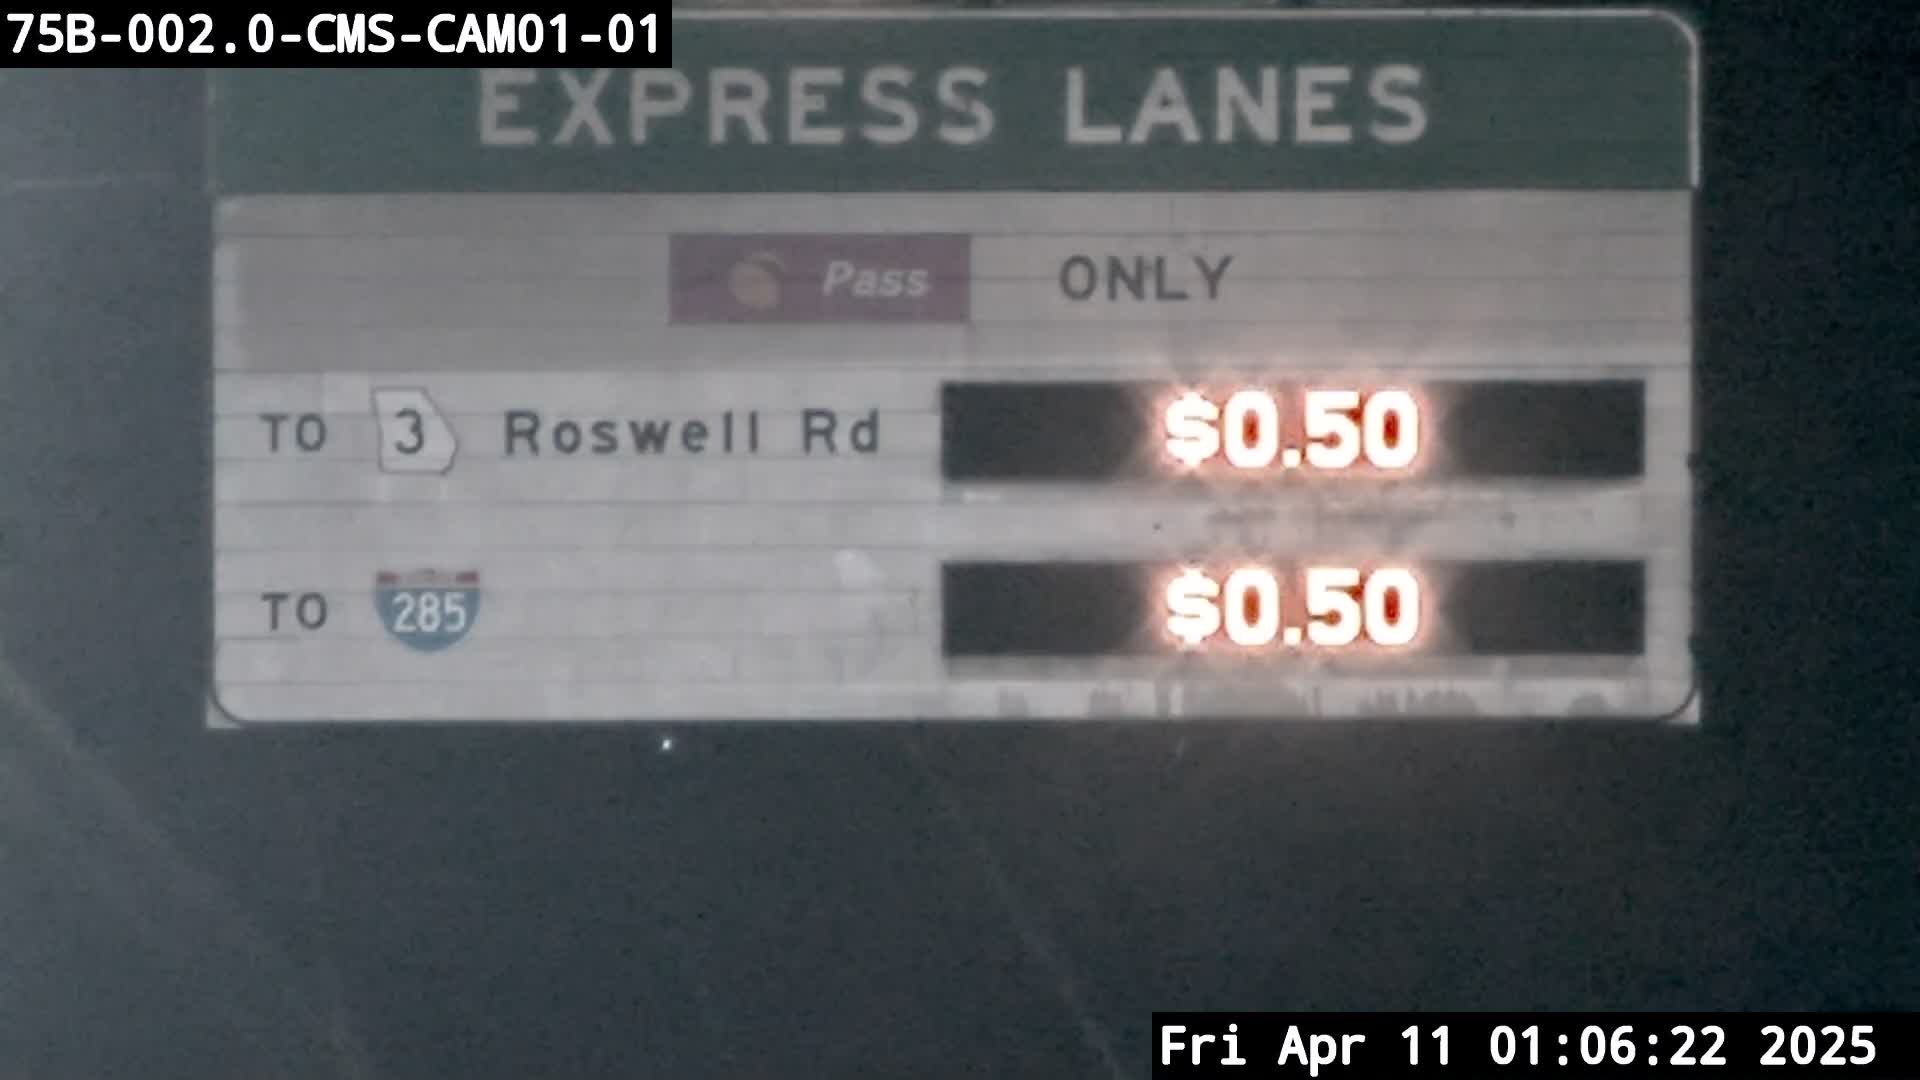 75B-002.0-CMS-CAM01-01
EXPRESS LANES
Pass ONLY
TO 3 Roswell Rd $0.50
TO 285 $0.50
Fri Apr 11 01:06:22 2025